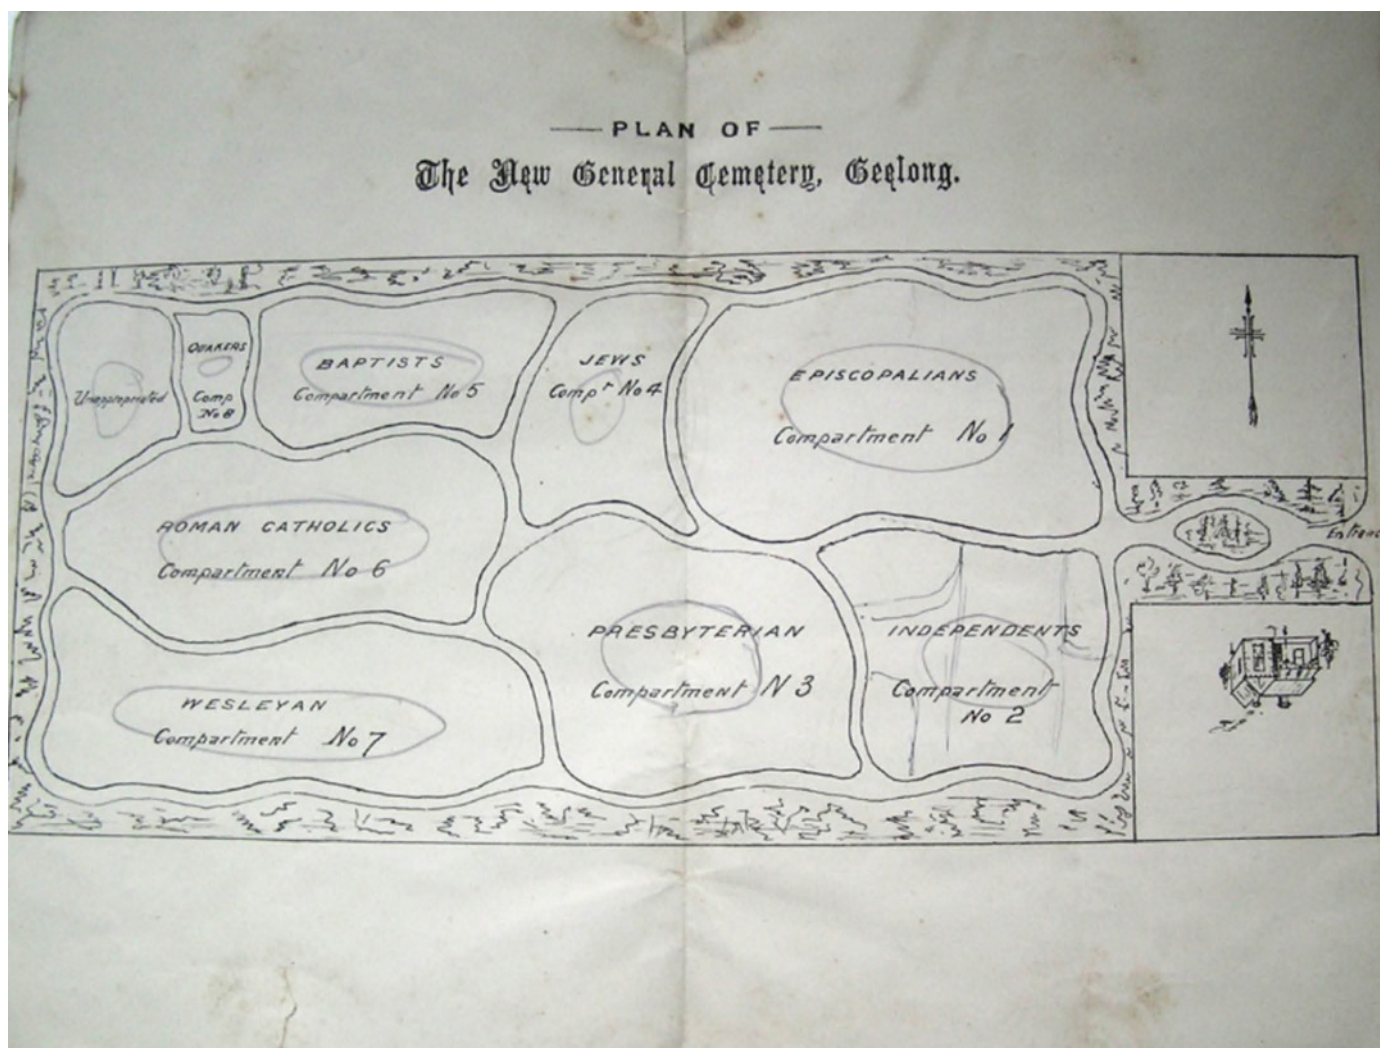 PLAN OF
The New General Cemetery, Geelong.
Unappropriated
QUAKERS
Comp
No 8
BAPTISTS
Compartment No 5
JEWS
Compt No 4
EPISCOPALIANS
Compartment No 1
ROMAN CATHOLICS
Compartment No 6
Entranc
WESLEYAN
Compartment No 7
PRESBYTERIAN
Compartment N 3
INDEPENDENTS
Compartment
No 2